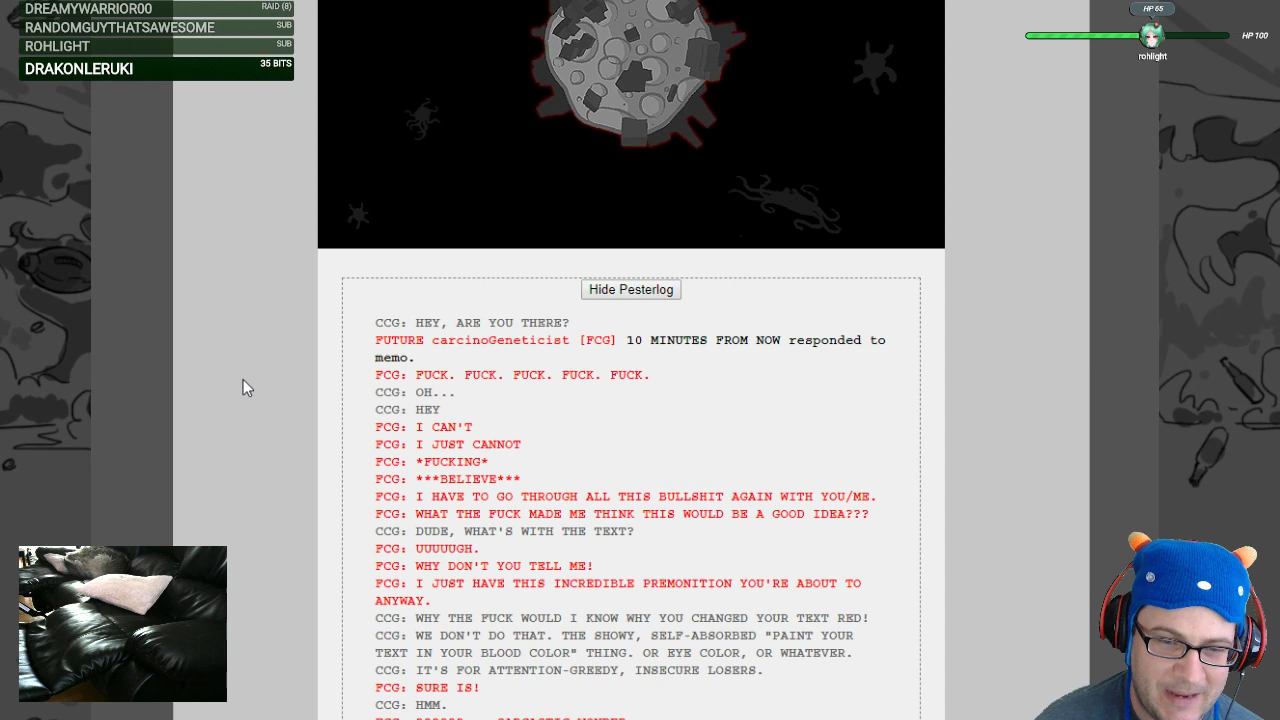 DREAMYWARRIOR00 RAID (8)
RANDOMGUYTHATSAWESOME SUB
ROHLIGHT SUB
DRAKONLERUKI 35 BITS
HP 65
HP 100
rohlight
Hide Pesterlog
CCG: HEY, ARE YOU THERE?
FUTURE carcinoGeneticist [FCG] 10 MINUTES FROM NOW responded to
memo.
FCG: FUCK. FUCK. FUCK. FUCK. FUCK.
CCG: OH...
CCG: HEY
FCG: I CAN'T
FCG: I JUST CANNOT
FCG: *FUCKING*
FCG: ***BELIEVE***
FCG: I HAVE TO GO THROUGH ALL THIS BULLSHIT AGAIN WITH YOU/ME.
FCG: WHAT THE FUCK MADE ME THINK THIS WOULD BE A GOOD IDEA???
CCG: DUDE, WHAT'S WITH THE TEXT?
FCG: UUUUUGH.
FCG: WHY DON'T YOU TELL ME!
FCG: I JUST HAVE THIS INCREDIBLE PREMONITION YOU'RE ABOUT TO
ANYWAY.
CCG: WHY THE FUCK WOULD I KNOW WHY YOU CHANGED YOUR TEXT RED!
CCG: WE DON'T DO THAT. THE SHOWY, SELF-ABSORBED "PAINT YOUR
TEXT IN YOUR BLOOD COLOR" THING. OR EYE COLOR, OR WHATEVER.
CCG: IT'S FOR ATTENTION-GREEDY, INSECURE LOSERS.
FCG: SURE IS!
CCG: HMM.